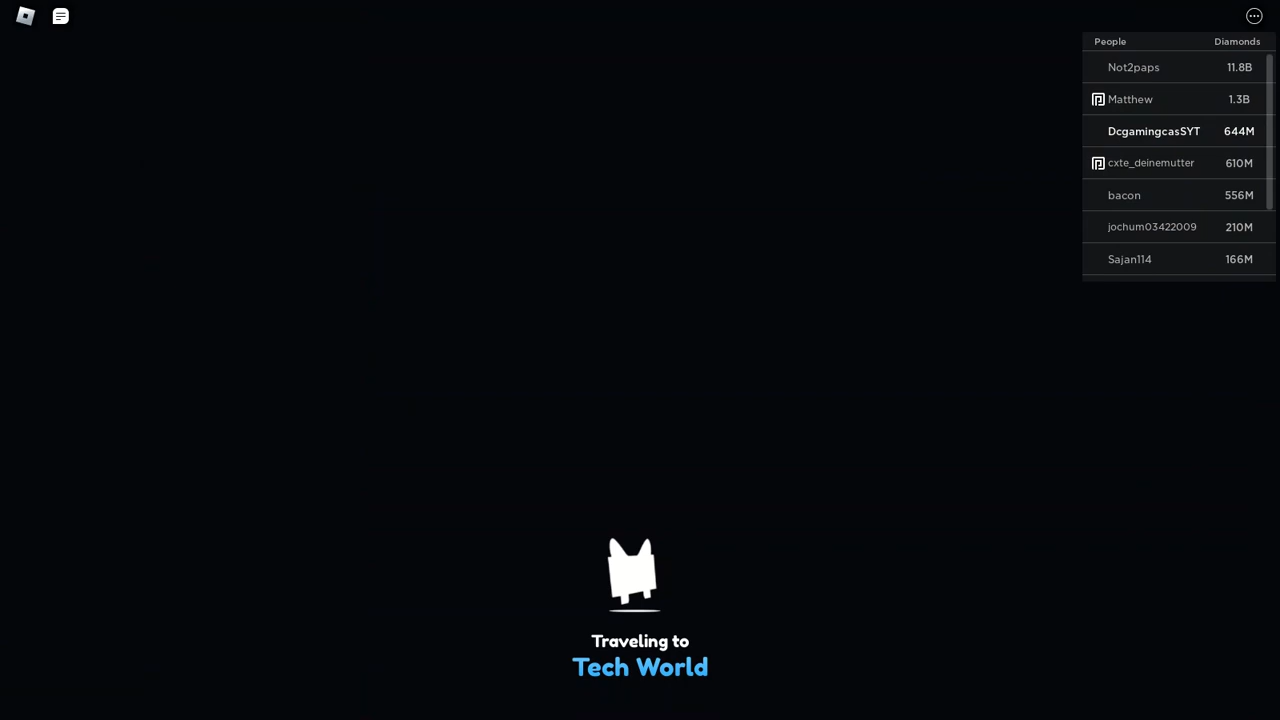 People Diamonds
Not2paps 11.8B
Matthew 1.3B
DcgamingcasSYT 644M
cxte_deinemutter 610M
bacon 556M
jochum03422009 210M
Sajan114 166M
Traveling to
Tech World